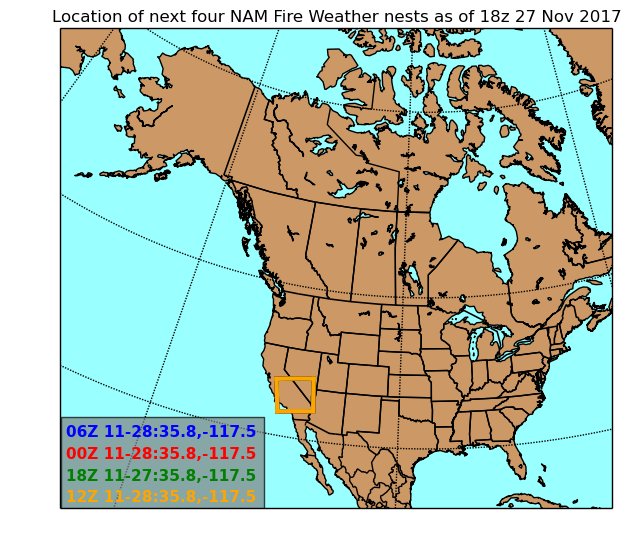 Location of next four NAM Fire Weather nests as of 18z 27 Nov 2017
06Z 11-28:35.8,-117.5
00Z 11-28:35.8,-117.5
18Z 11-27:35.8,-117.5
12Z 11-28:35.8,-117.5